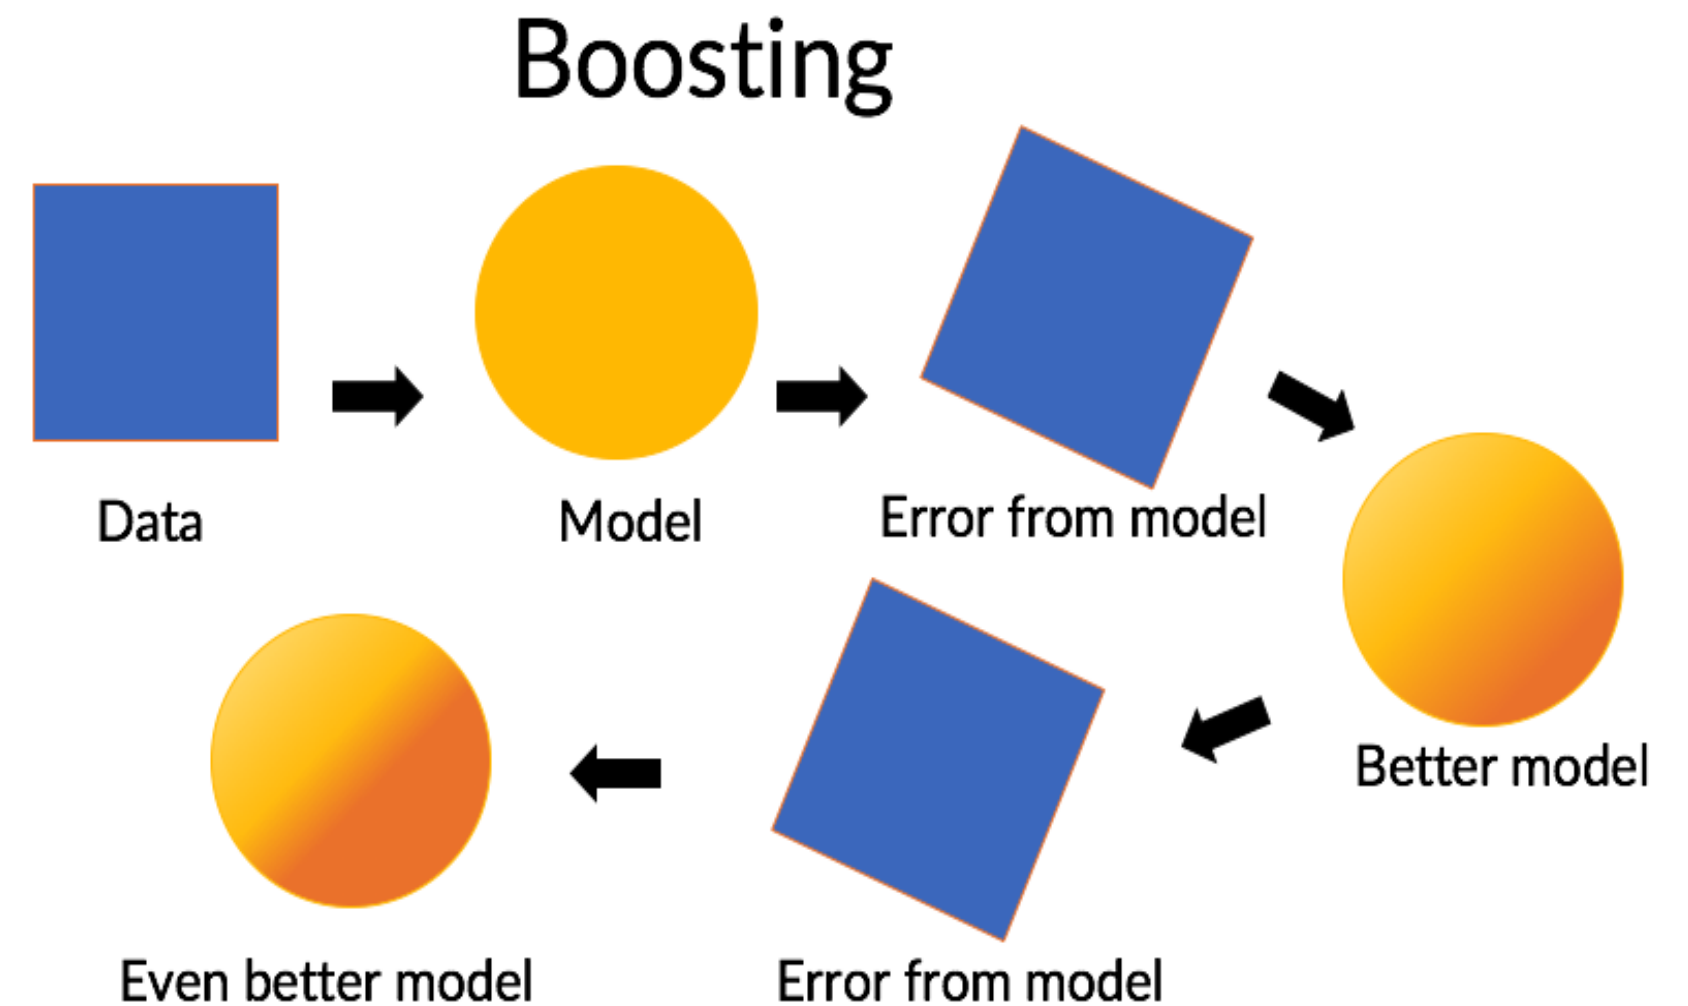 Boosting
Data
Model
Error from model
Better model
Error from model
Even better model